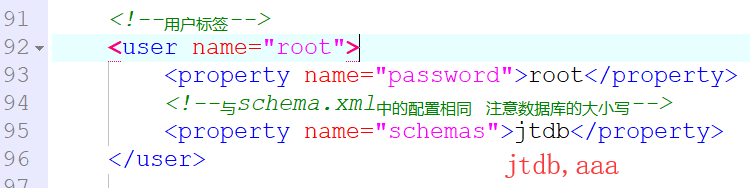 91 <!--用户标签-->
92 <user name="root">
93 <property name="password">root</property>
94 <!--与schema.xml中的配置相同 注意数据库的大小写-->
95 <property name="schemas">jtdb</property>
96 </user>
jtdb,aaa
97